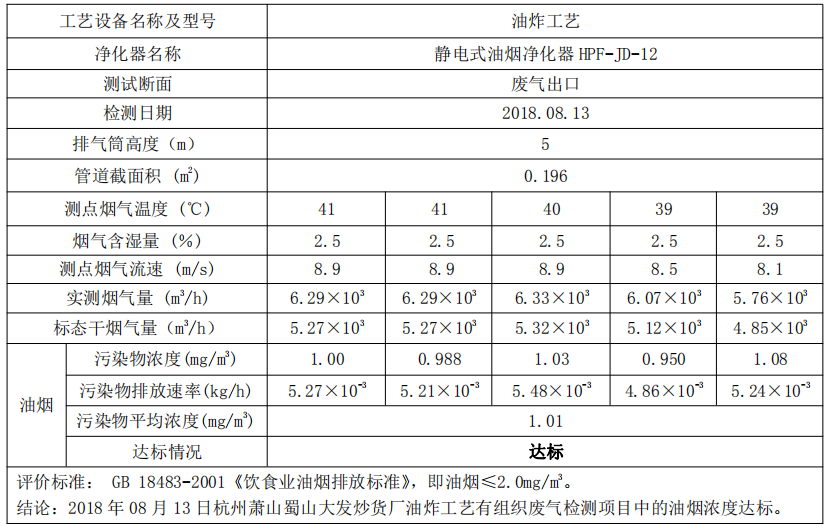 工艺设备名称及型号 油炸工艺
净化器名称 静电式油烟净化器 HPF-JD-12
测试断面 废气出口
检测日期 2018.08.13
排气筒高度（m） 5
管道截面积 (m²) 0.196
测点烟气温度 (℃) 41 41 40 39 39
烟气含湿量 (%) 2.5 2.5 2.5 2.5 2.5
测点烟气流速 (m/s) 8.9 8.9 8.9 8.5 8.1
实测烟气量 (m³/h) 6.29×10³ 6.29×10³ 6.33×10³ 6.07×10³ 5.76×10³
标态干烟气量（m³/h） 5.27×10³ 5.27×10³ 5.32×10³ 5.12×10³ 4.85×10³
油烟 污染物浓度(mg/m³) 1.00 0.988 1.03 0.950 1.08
污染物排放速率(kg/h) 5.27×10⁻³ 5.21×10⁻³ 5.48×10⁻³ 4.86×10⁻³ 5.24×10⁻³
污染物平均浓度(mg/m³) 1.01
达标情况 达标
评价标准： GB 18483-2001《饮食业油烟排放标准》，即油烟≤2.0mg/m³。
结论：2018 年 08 月 13 日杭州萧山蜀山大发炒货厂油炸工艺有组织废气检测项目中的油烟浓度达标。